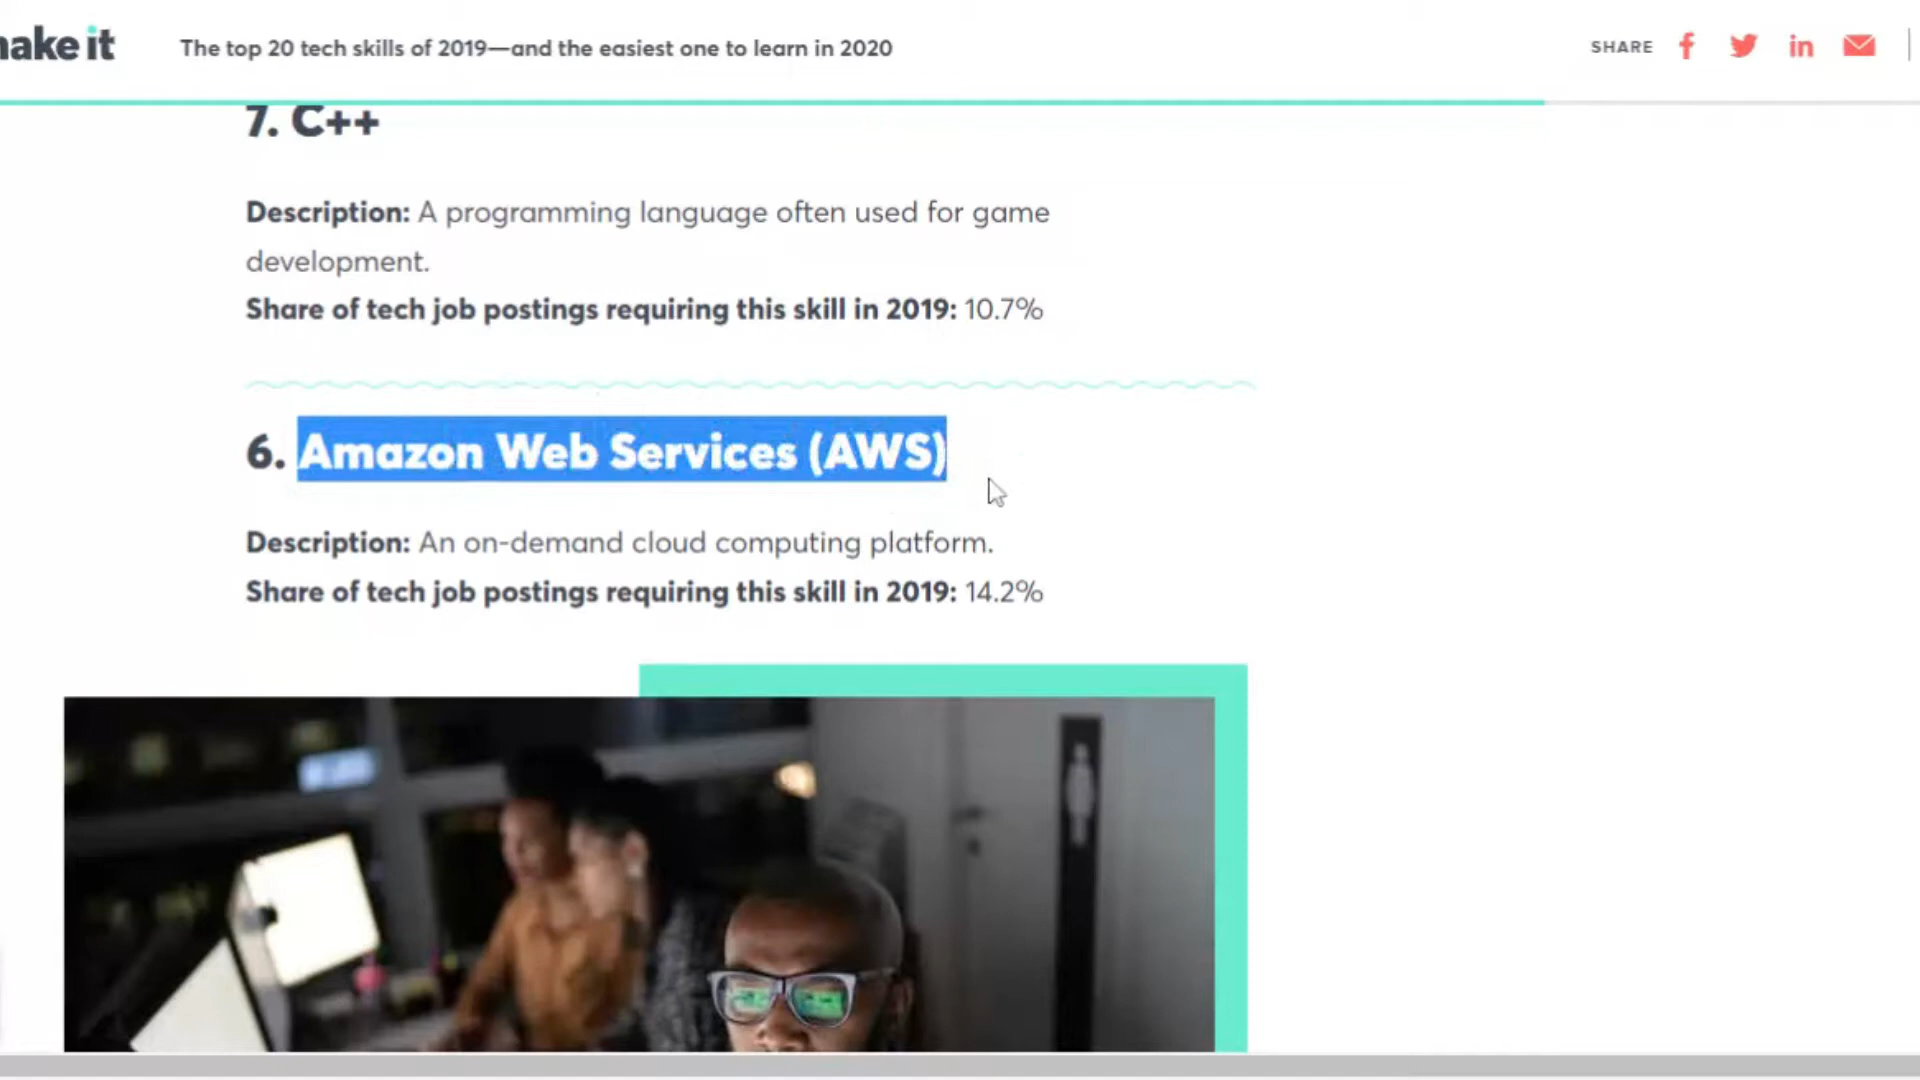 make it
The top 20 tech skills of 2019—and the easiest one to learn in 2020
SHARE
7. C++
Description: A programming language often used for game
development.
Share of tech job postings requiring this skill in 2019: 10.7%
6. Amazon Web Services (AWS)
Description: An on-demand cloud computing platform.
Share of tech job postings requiring this skill in 2019: 14.2%